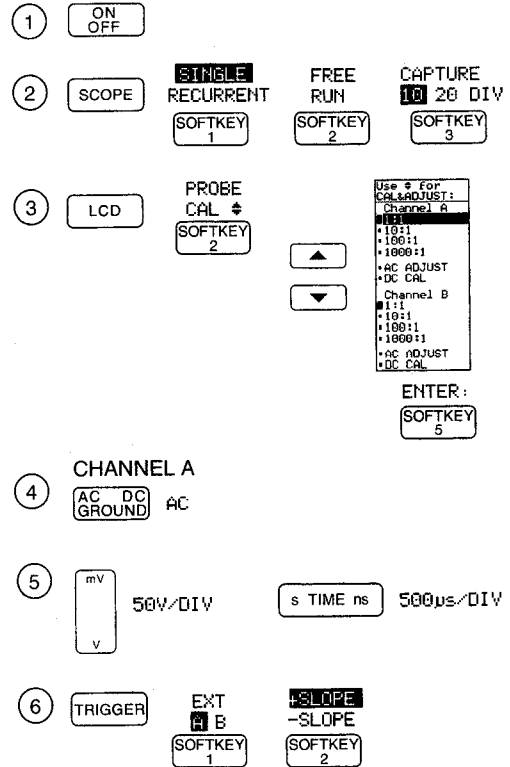 1 ON OFF
2 SCOPE
SINGLE
RECURRENT
SOFTKEY 1
FREE
RUN
SOFTKEY 2
CAPTURE
10 20 DIV
SOFTKEY 3
3 LCD
PROBE
CAL ⬍
SOFTKEY 2
▲
▼
Use ⬍ for
CAL&ADJUST:
Channel A
1:1
10:1
100:1
1000:1
AC ADJUST
DC CAL
Channel B
1:1
10:1
100:1
1000:1
AC ADJUST
DC CAL
ENTER:
SOFTKEY 5
CHANNEL A
4 AC DC GROUND AC
5 mV V 50V/DIV
s TIME ns 500µs/DIV
6 TRIGGER
EXT
A B
SOFTKEY 1
+SLOPE
-SLOPE
SOFTKEY 2